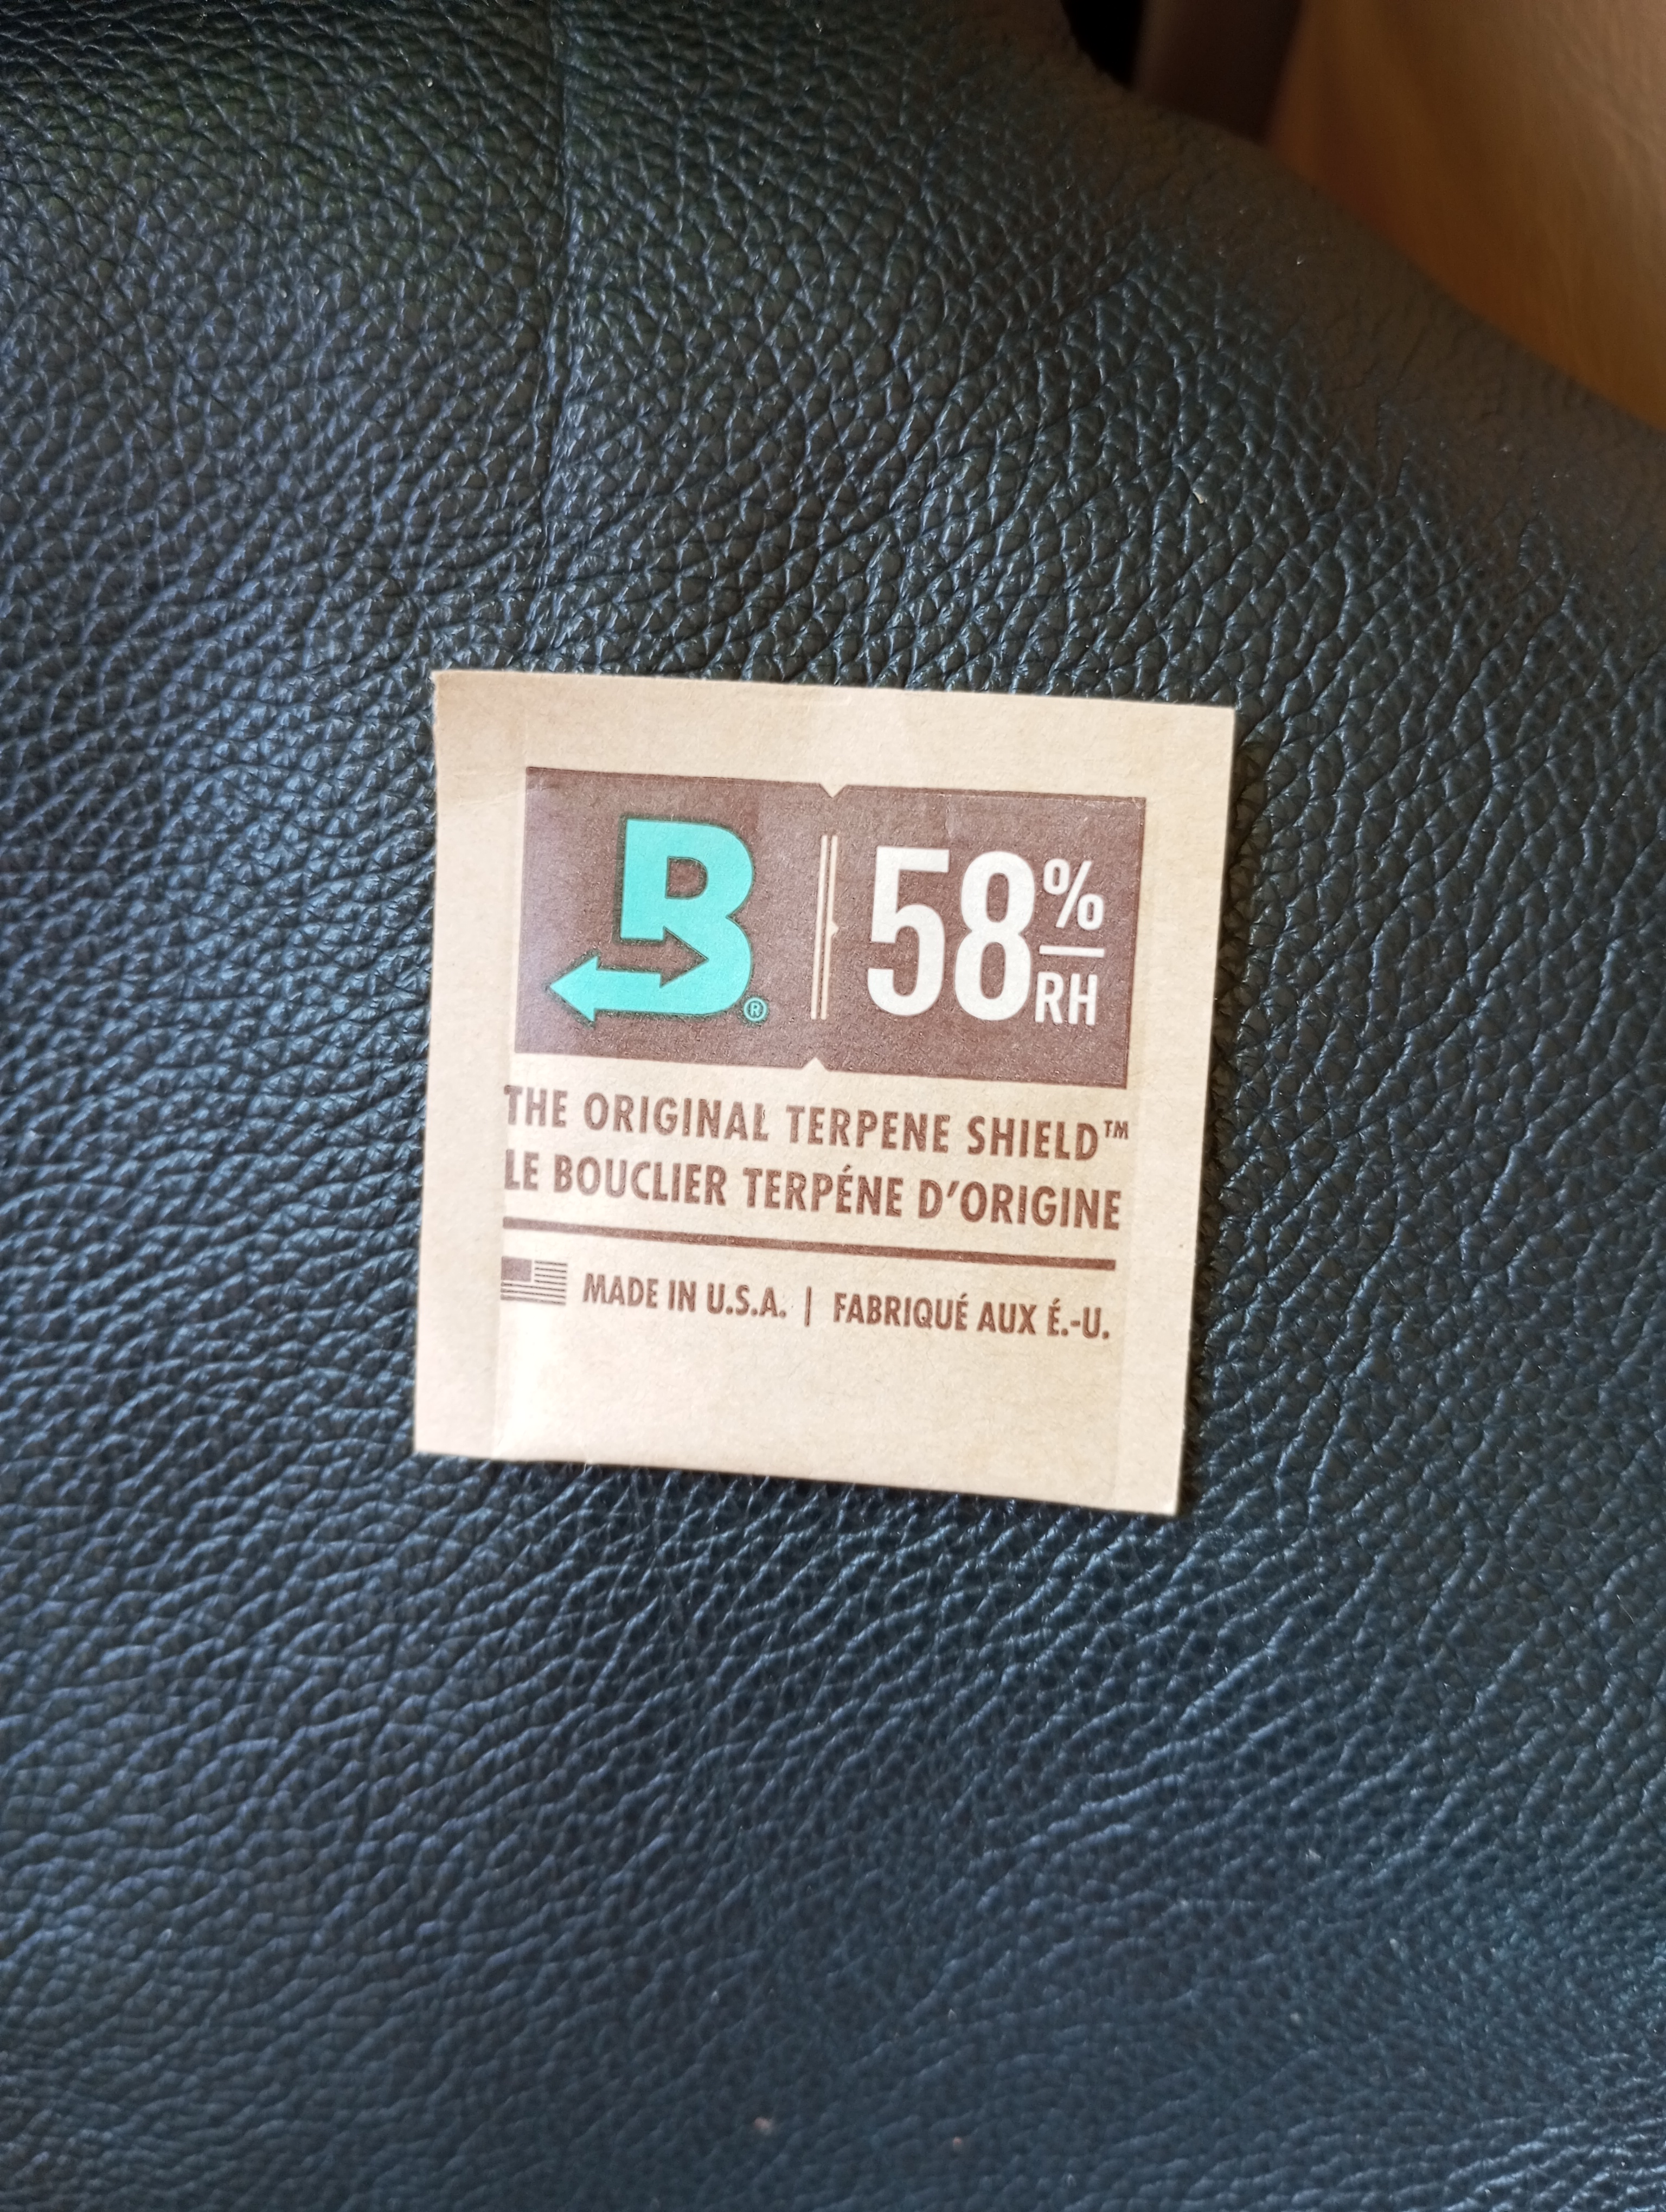 B®
58%
RH
THE ORIGINAL TERPENE SHIELD™
LE BOUCLIER TERPÉNE D'ORIGINE
MADE IN U.S.A. | FABRIQUÉ AUX É.-U.